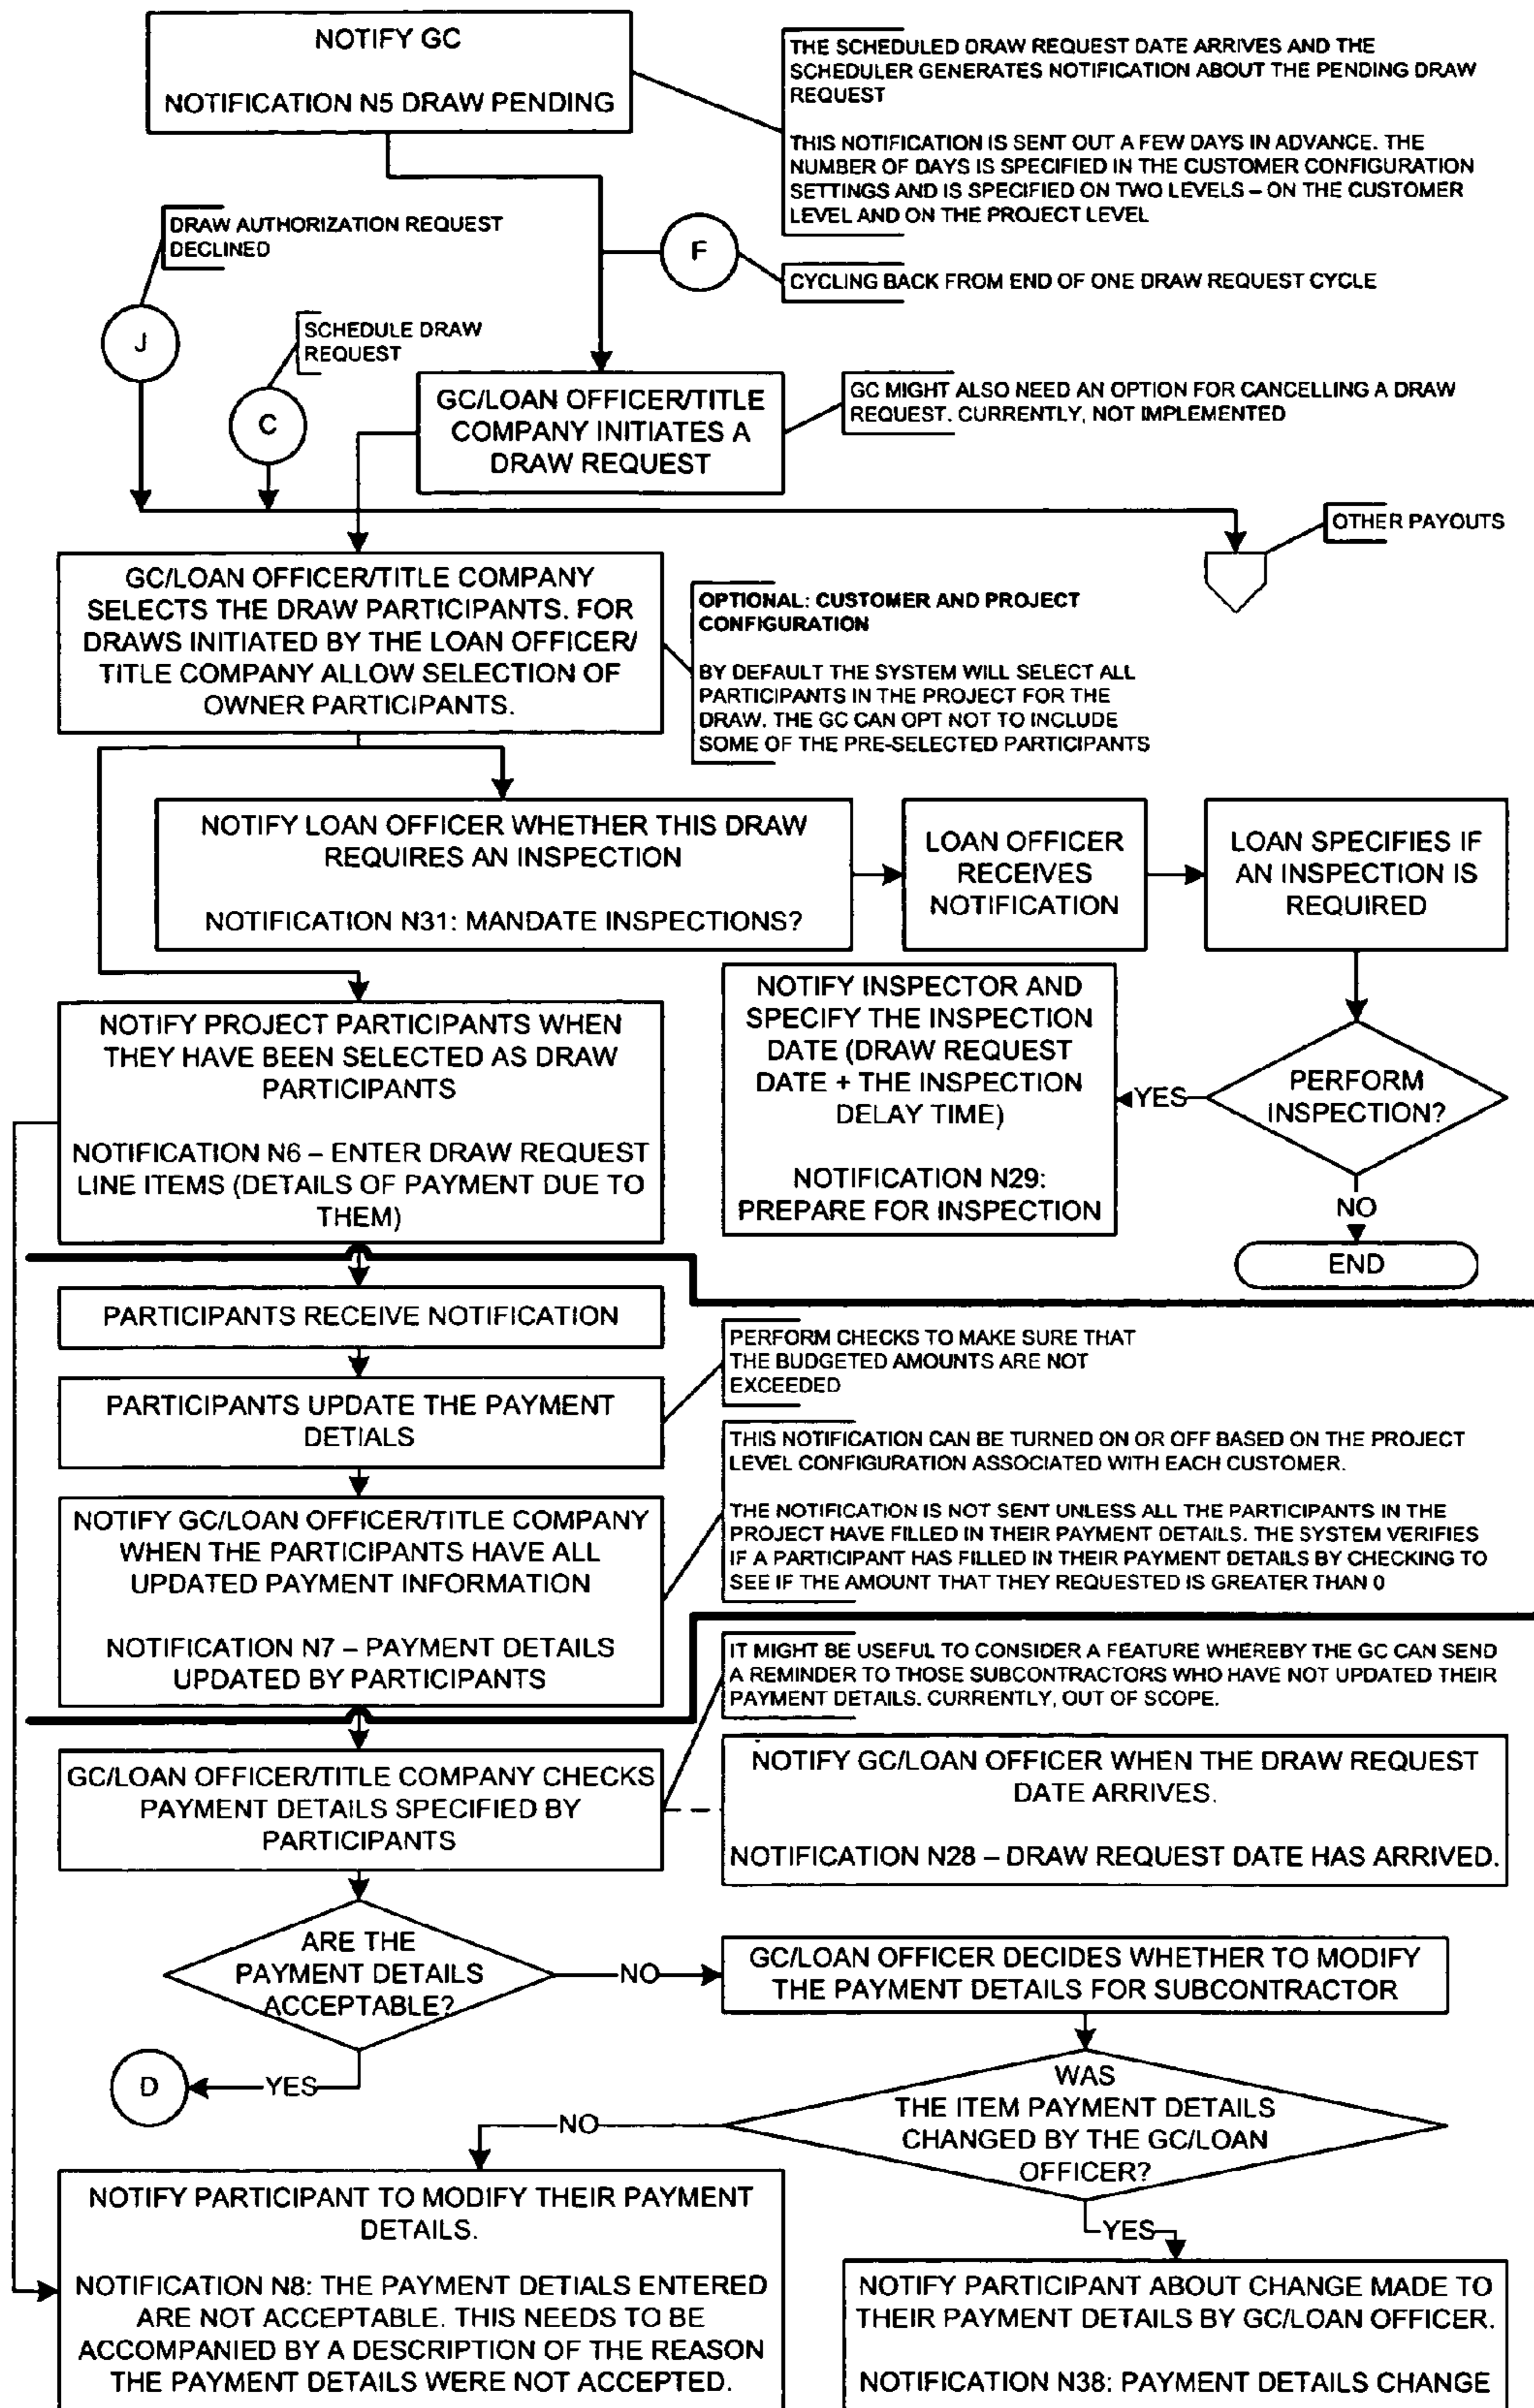 NOTIFY GC
NOTIFICATION N5 DRAW PENDING
THE SCHEDULED DRAW REQUEST DATE ARRIVES AND THE
SCHEDULER GENERATES NOTIFICATION ABOUT THE PENDING DRAW
REQUEST
THIS NOTIFICATION IS SENT OUT A FEW DAYS IN ADVANCE. THE
NUMBER OF DAYS IS SPECIFIED IN THE CUSTOMER CONFIGURATION
SETTINGS AND IS SPECIFIED ON TWO LEVELS – ON THE CUSTOMER
LEVEL AND ON THE PROJECT LEVEL
DRAW AUTHORIZATION REQUEST
DECLINED
F
CYCLING BACK FROM END OF ONE DRAW REQUEST CYCLE
J
SCHEDULE DRAW
REQUEST
C
GC/LOAN OFFICER/TITLE
COMPANY INITIATES A
DRAW REQUEST
GC MIGHT ALSO NEED AN OPTION FOR CANCELLING A DRAW
REQUEST. CURRENTLY, NOT IMPLEMENTED
OTHER PAYOUTS
GC/LOAN OFFICER/TITLE COMPANY
SELECTS THE DRAW PARTICIPANTS. FOR
DRAWS INITIATED BY THE LOAN OFFICER/
TITLE COMPANY ALLOW SELECTION OF
OWNER PARTICIPANTS.
OPTIONAL: CUSTOMER AND PROJECT
CONFIGURATION
BY DEFAULT THE SYSTEM WILL SELECT ALL
PARTICIPANTS IN THE PROJECT FOR THE
DRAW. THE GC CAN OPT NOT TO INCLUDE
SOME OF THE PRE-SELECTED PARTICIPANTS
NOTIFY LOAN OFFICER WHETHER THIS DRAW
REQUIRES AN INSPECTION
NOTIFICATION N31: MANDATE INSPECTIONS?
LOAN OFFICER
RECEIVES
NOTIFICATION
LOAN SPECIFIES IF
AN INSPECTION IS
REQUIRED
NOTIFY PROJECT PARTICIPANTS WHEN
THEY HAVE BEEN SELECTED AS DRAW
PARTICIPANTS
NOTIFICATION N6 – ENTER DRAW REQUEST
LINE ITEMS (DETAILS OF PAYMENT DUE TO
THEM)
NOTIFY INSPECTOR AND
SPECIFY THE INSPECTION
DATE (DRAW REQUEST
DATE + THE INSPECTION
DELAY TIME)
NOTIFICATION N29:
PREPARE FOR INSPECTION
YES
PERFORM
INSPECTION?
NO
END
PARTICIPANTS RECEIVE NOTIFICATION
PARTICIPANTS UPDATE THE PAYMENT
DETIALS
PERFORM CHECKS TO MAKE SURE THAT
THE BUDGETED AMOUNTS ARE NOT
EXCEEDED
NOTIFY GC/LOAN OFFICER/TITLE COMPANY
WHEN THE PARTICIPANTS HAVE ALL
UPDATED PAYMENT INFORMATION
NOTIFICATION N7 – PAYMENT DETAILS
UPDATED BY PARTICIPANTS
THIS NOTIFICATION CAN BE TURNED ON OR OFF BASED ON THE PROJECT
LEVEL CONFIGURATION ASSOCIATED WITH EACH CUSTOMER.
THE NOTIFICATION IS NOT SENT UNLESS ALL THE PARTICIPANTS IN THE
PROJECT HAVE FILLED IN THEIR PAYMENT DETAILS. THE SYSTEM VERIFIES
IF A PARTICIPANT HAS FILLED IN THEIR PAYMENT DETAILS BY CHECKING TO
SEE IF THE AMOUNT THAT THEY REQUESTED IS GREATER THAN 0
IT MIGHT BE USEFUL TO CONSIDER A FEATURE WHEREBY THE GC CAN SEND
A REMINDER TO THOSE SUBCONTRACTORS WHO HAVE NOT UPDATED THEIR
PAYMENT DETAILS. CURRENTLY, OUT OF SCOPE.
GC/LOAN OFFICER/TITLE COMPANY CHECKS
PAYMENT DETAILS SPECIFIED BY
PARTICIPANTS
NOTIFY GC/LOAN OFFICER WHEN THE DRAW REQUEST
DATE ARRIVES.
NOTIFICATION N28 – DRAW REQUEST DATE HAS ARRIVED.
ARE THE
PAYMENT DETAILS
ACCEPTABLE?
NO
GC/LOAN OFFICER DECIDES WHETHER TO MODIFY
THE PAYMENT DETAILS FOR SUBCONTRACTOR
D
YES
WAS
THE ITEM PAYMENT DETAILS
CHANGED BY THE GC/LOAN
OFFICER?
NO
YES
NOTIFY PARTICIPANT TO MODIFY THEIR PAYMENT
DETAILS.
NOTIFICATION N8: THE PAYMENT DETIALS ENTERED
ARE NOT ACCEPTABLE. THIS NEEDS TO BE
ACCOMPANIED BY A DESCRIPTION OF THE REASON
THE PAYMENT DETAILS WERE NOT ACCEPTED.
NOTIFY PARTICIPANT ABOUT CHANGE MADE TO
THEIR PAYMENT DETAILS BY GC/LOAN OFFICER.
NOTIFICATION N38: PAYMENT DETAILS CHANGE